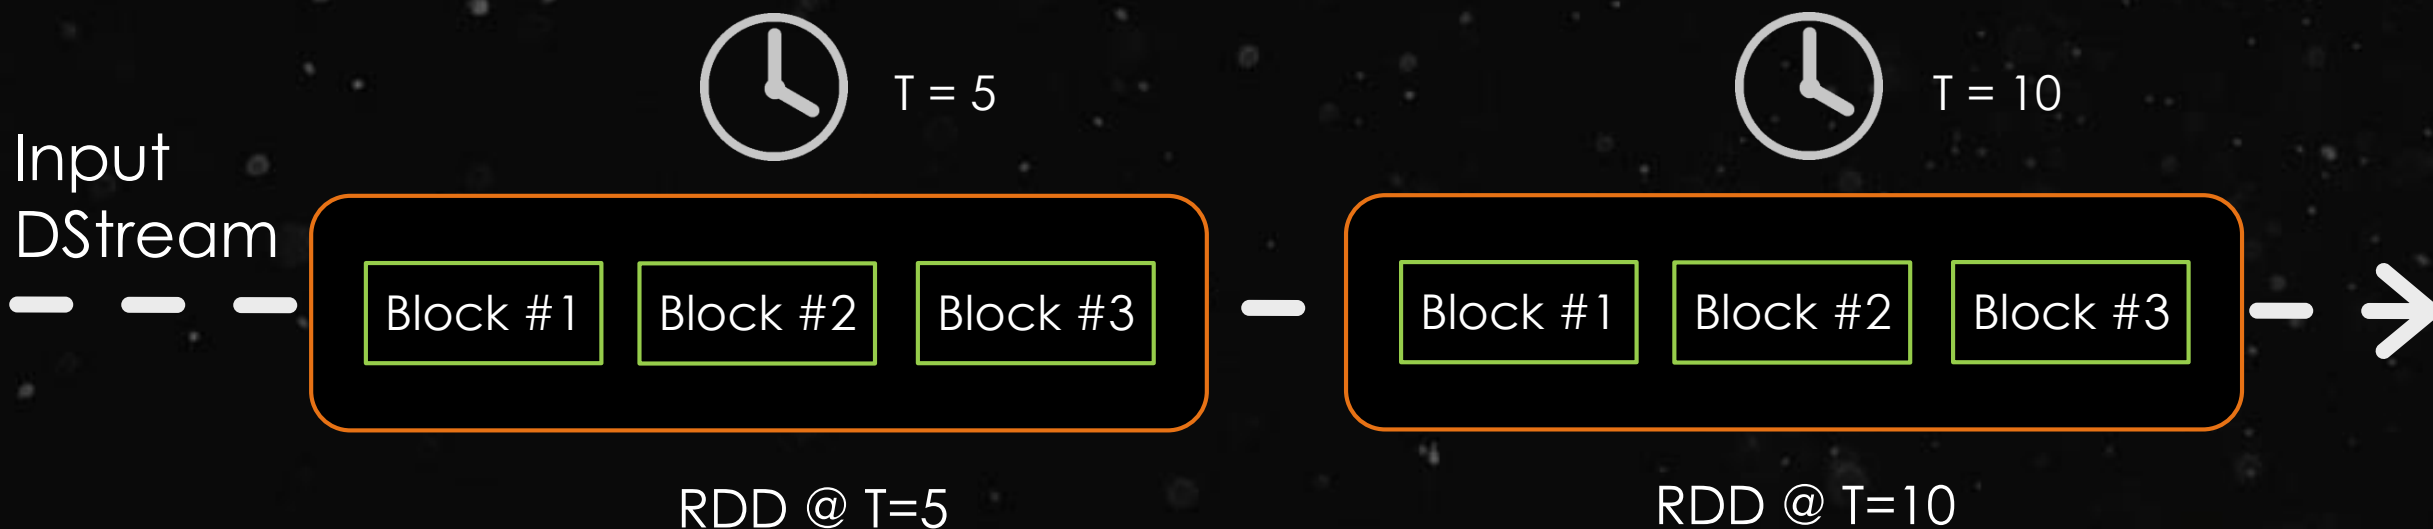 T = 5
T = 10
Input
DStream
Block #1
Block #2
Block #3
Block #1
Block #2
Block #3
RDD @ T=5
RDD @ T=10